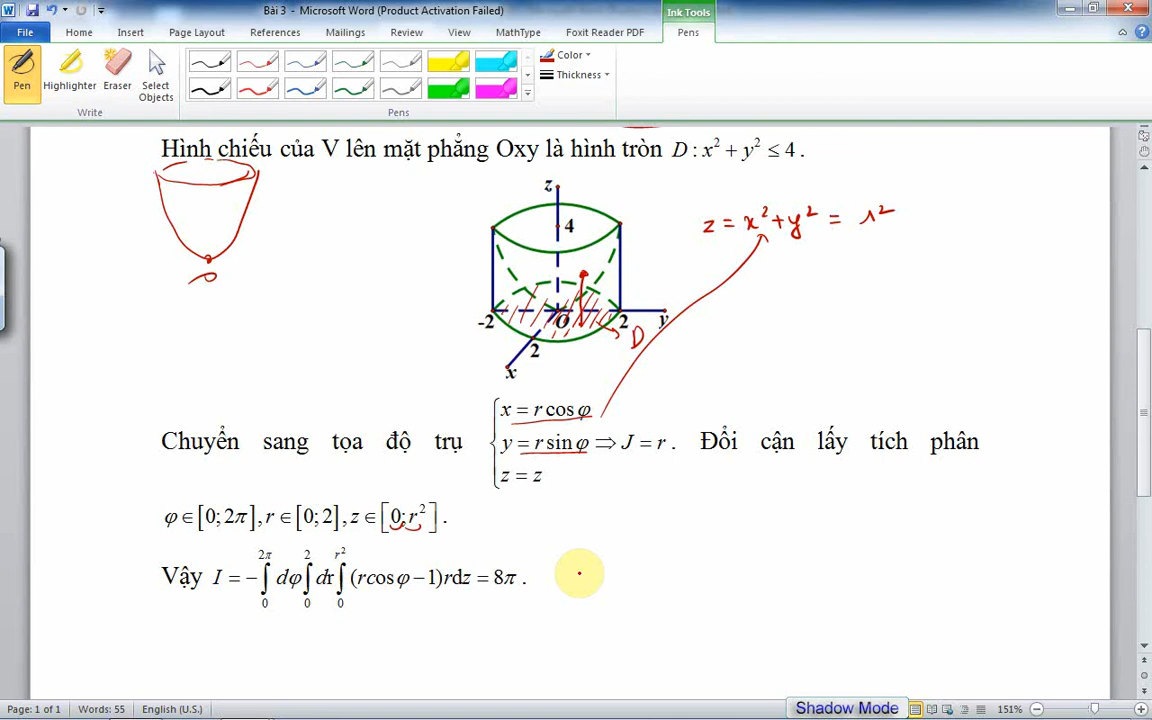 Bài 3 - Microsoft Word (Product Activation Failed)
Ink Tools
File Home Insert Page Layout References Mailings Review View MathType Foxit Reader PDF Pens
Pen Highlighter Eraser Select Objects
Color
Thickness
Write Pens
Hình chiếu của V lên mặt phẳng Oxy là hình tròn D : x² + y² ≤ 4 .
z
4
z = x² + y² = r²
O
-2 O 2 y
D
2
x
Chuyển sang tọa độ trụ { x = r cos φ
y = r sin φ ⇒ J = r . Đổi cận lấy tích phân
z = z
φ ∈ [0; 2π], r ∈ [0; 2], z ∈ [0; r²] .
Vậy I = −∫₀^{2π} dφ ∫₀^{2} dr ∫₀^{r²} (r cos φ − 1)rdz = 8π .
Page: 1 of 1 Words: 55 English (U.S.) Shadow Mode 151%